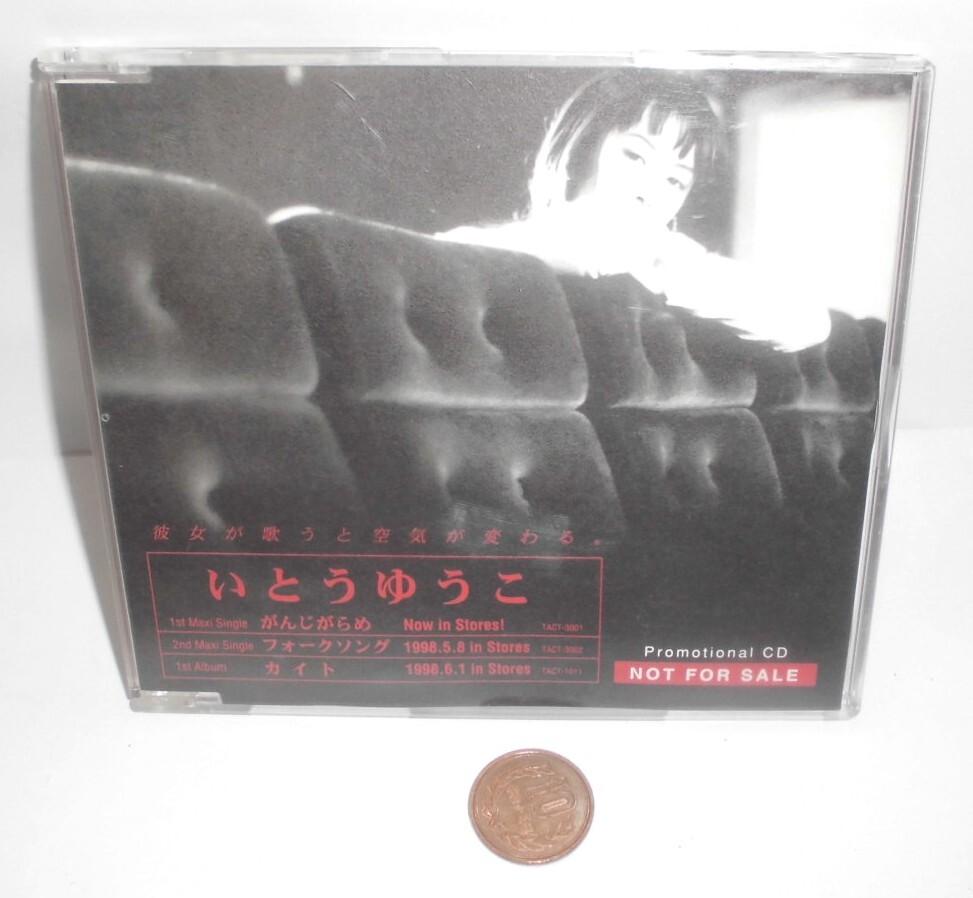 彼女が歌うと空気が変わる。
いとうゆうこ
1st Maxi Single がんじがらめ Now in Stores! TACT-3001
2nd Maxi Single フォークソング 1998.5.8 in Stores TACT-3002
1st Album カイト 1998.6.1 in Stores TACT-1011
Promotional CD
NOT FOR SALE
10